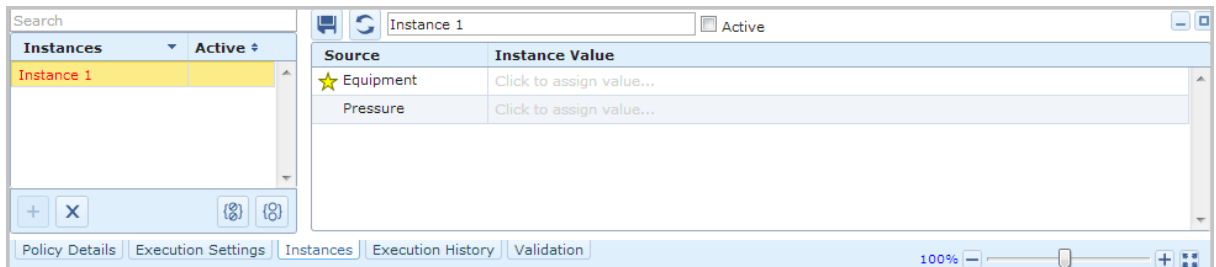 Search
Instances Active
Instance 1
Instance 1 Active
Source Instance Value
Equipment Click to assign value...
Pressure Click to assign value...
Policy Details Execution Settings Instances Execution History Validation
100%